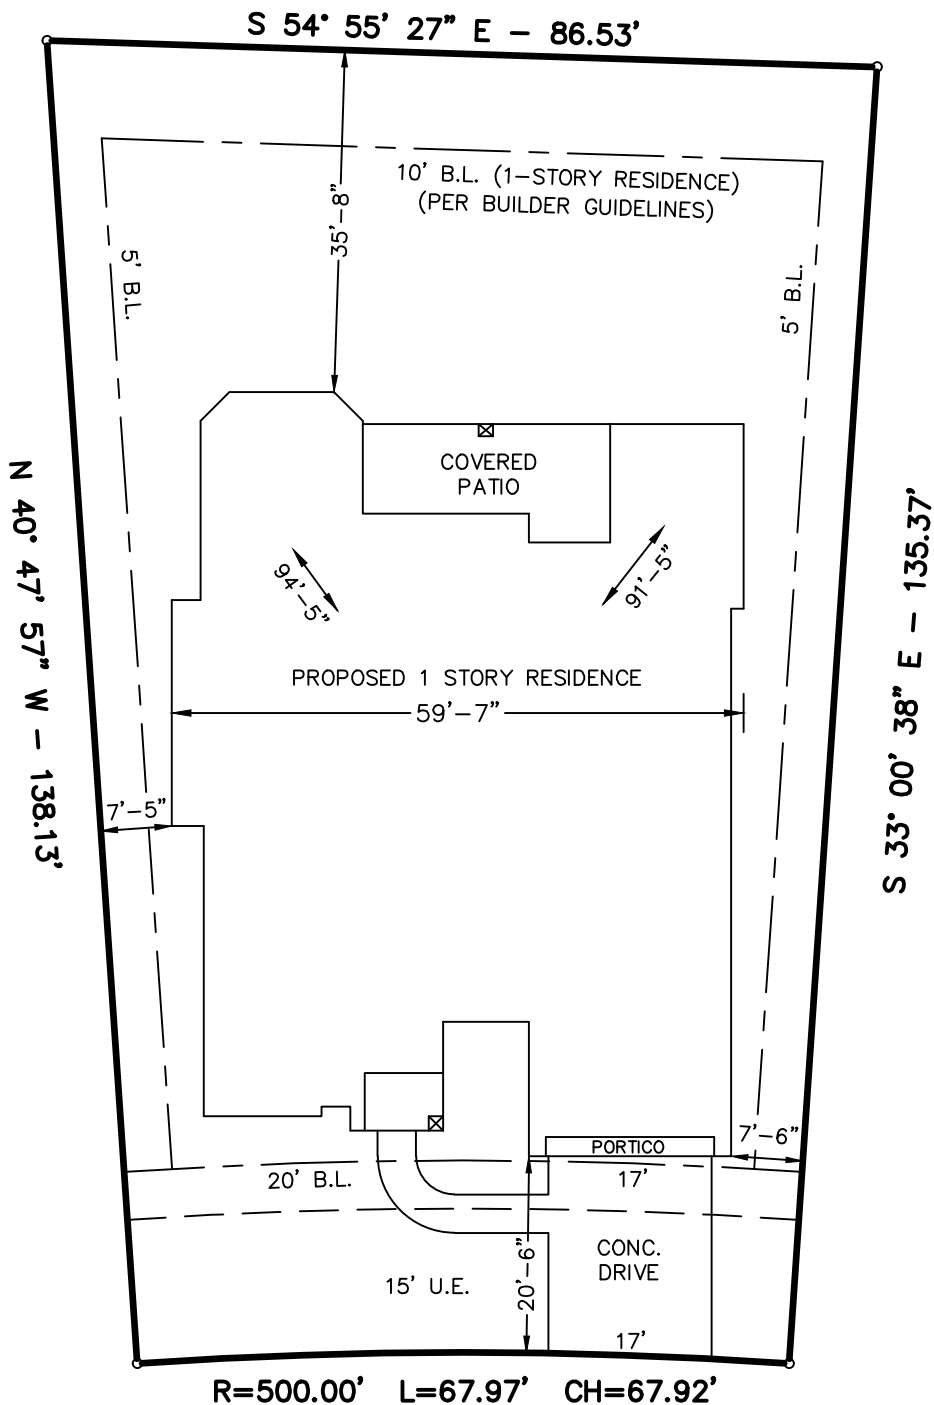 S 54° 55' 27" E - 86.53'
10' B.L. (1-STORY RESIDENCE)
(PER BUILDER GUIDELINES)
35'-8"
5' B.L.
5' B.L.
COVERED
PATIO
94'-5"
91'-5"
N 40° 47' 57" W - 138.13'
S 33° 00' 38" E - 135.37'
PROPOSED 1 STORY RESIDENCE
59'-7"
7'-5"
7'-6"
PORTICO
20' B.L.
17'
CONC.
DRIVE
20'-6"
15' U.E.
17'
R=500.00' L=67.97' CH=67.92'